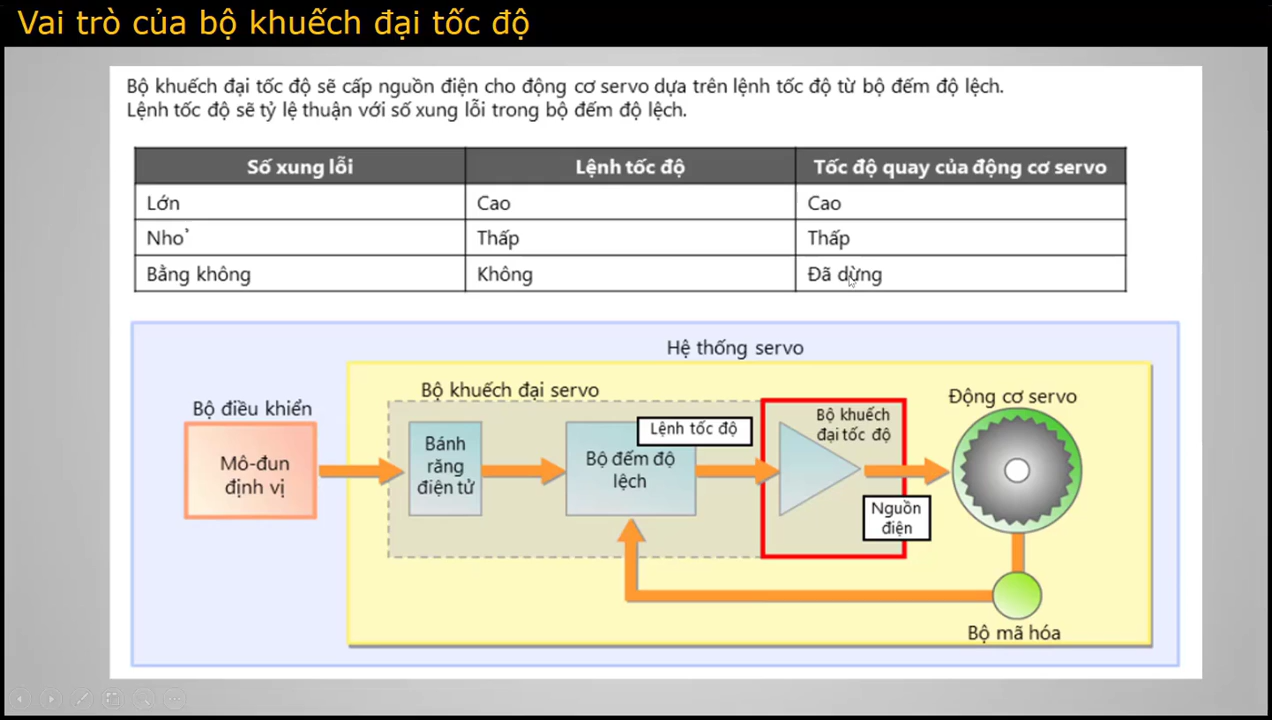 Vai trò của bộ khuếch đại tốc độ
Bộ khuếch đại tốc độ sẽ cấp nguồn điện cho động cơ servo dựa trên lệnh tốc độ từ bộ đếm độ lệch.
Lệnh tốc độ sẽ tỷ lệ thuận với số xung lỗi trong bộ đếm độ lệch.
Số xung lỗi
Lệnh tốc độ
Tốc độ quay của động cơ servo
Lớn
Cao
Cao
Nhỏ
Thấp
Thấp
Bằng không
Không
Đã dừng
Hệ thống servo
Bộ khuếch đại servo
Bộ điều khiển
Động cơ servo
Mô-đun
định vị
Bánh
răng
điện tử
Bộ đếm độ
lệch
Lệnh tốc độ
Bộ khuếch
đại tốc độ
Nguồn
điện
Bộ mã hóa